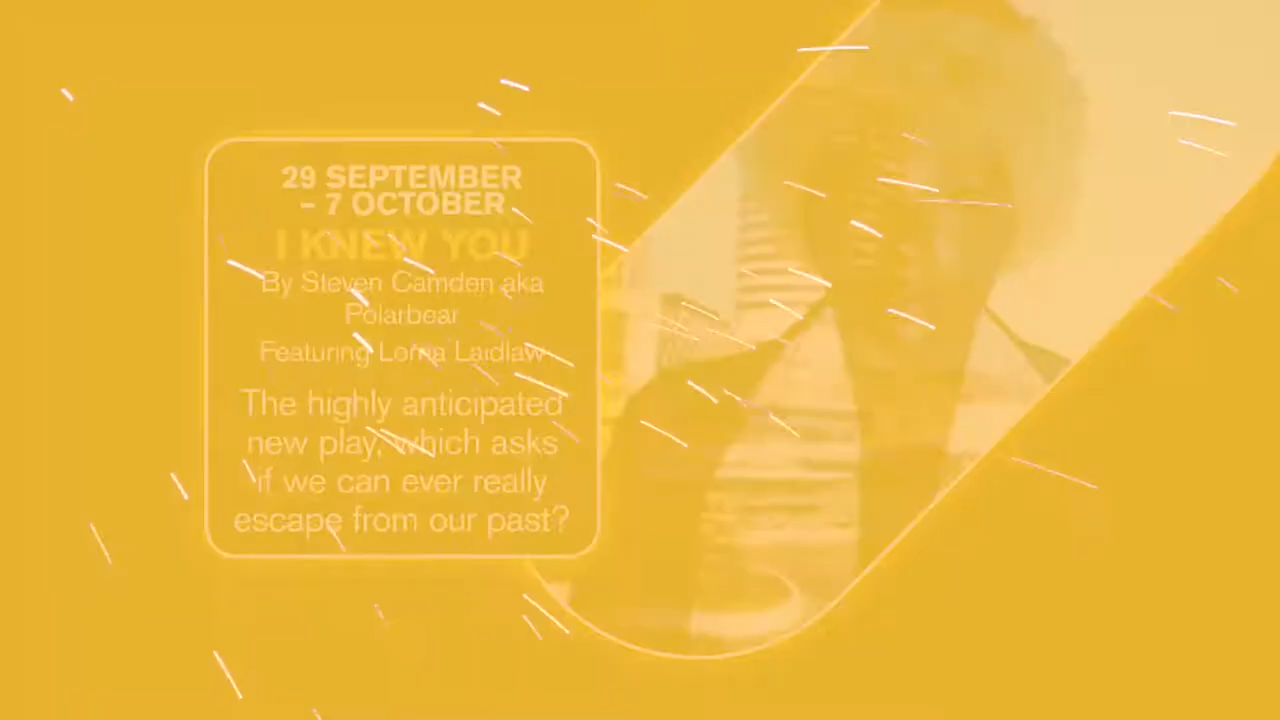 29 SEPTEMBER
– 7 OCTOBER
I KNEW YOU
By Steven Camden aka
Polarbear
Featuring Lorna Laidlaw
The highly anticipated
new play, which asks
if we can ever really
escape from our past?